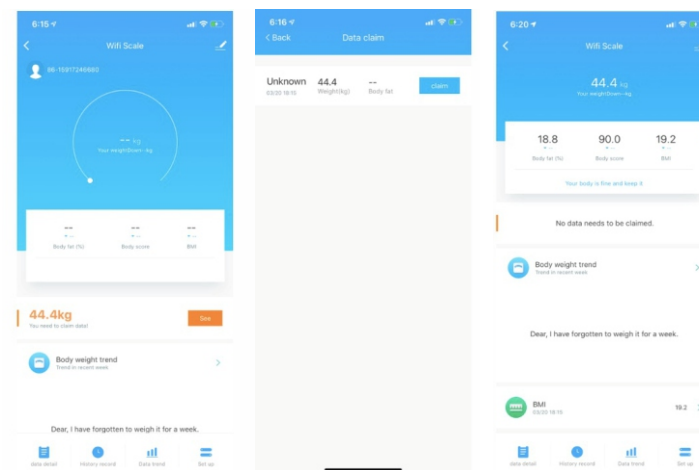 6:15
Wifi Scale
86-15917246682
-- kg
Your weightDown--kg
-- -- --
Body fat (%) Body score BMI
44.4kg
You need to claim data!
See
Body weight trend
Trend in recent week
Dear, I have forgotten to weigh it for a week.
data detail History record Data trend Set up
6:16
< Back Data claim
Unknown 44.4 -- claim
03/20 18:15 Weight(kg) Body fat
6:20
Wifi Scale
44.4 kg
Your weightDown--kg
18.8 90.0 19.2
Body fat (%) Body score BMI
Your body is fine and keep it
No data needs to be claimed.
Body weight trend
Trend in recent week
Dear, I have forgotten to weigh it for a week.
BMI 19.2
03/20 18:15
data detail History record Data trend Set up